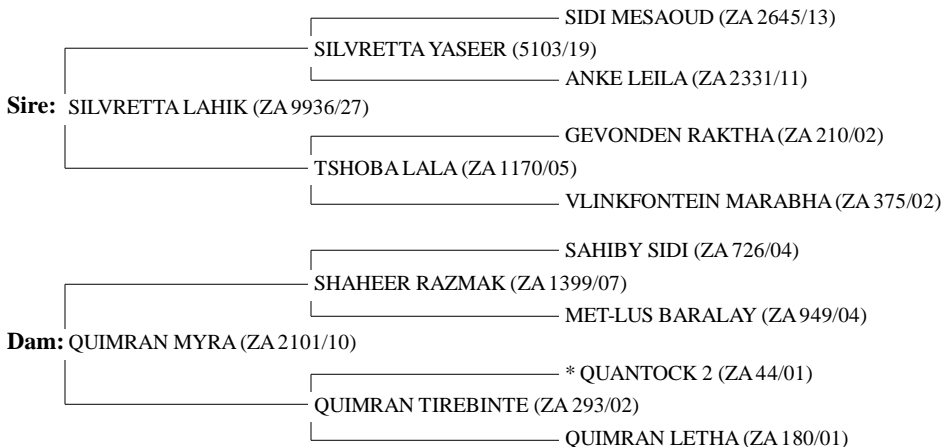 SIDI MESAOUD (ZA 2645/13)
SILVRETTA YASEER (5103/19)
ANKE LEILA (ZA 2331/11)
Sire: SILVRETTA LAHIK (ZA 9936/27)
GEVONDEN RAKTHA (ZA 210/02)
TSHOBA LALA (ZA 1170/05)
VLINKFONTEIN MARABHA (ZA 375/02)
SAHIBY SIDI (ZA 726/04)
SHAHEER RAZMAK (ZA 1399/07)
MET-LUS BARALAY (ZA 949/04)
Dam: QUIMRAN MYRA (ZA 2101/10)
* QUANTOCK 2 (ZA 44/01)
QUIMRAN TIREBINTE (ZA 293/02)
QUIMRAN LETHA (ZA 180/01)